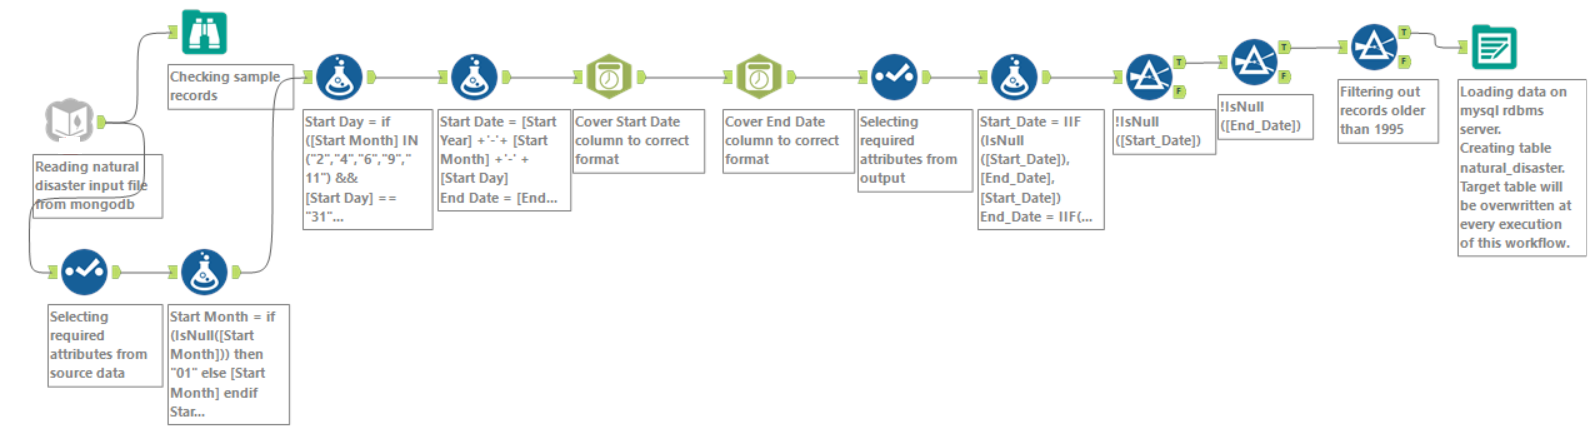 Checking sample
records
Reading natural
disaster input file
from mongodb
Selecting
required
attributes from
source data
Start Month = if
(IsNull([Start
Month])) then
"01" else [Start
Month] endif
Star...
Start Day = if
([Start Month] IN
("2","4","6","9","
11") &&
[Start Day] ==
"31"...
Start Date = [Start
Year] +'-'+ [Start
Month] +'-' +
[Start Day]
End Date = [End...
Cover Start Date
column to correct
format
Cover End Date
column to correct
format
Selecting
required
attributes from
output
Start_Date = IIF
(IsNull
([Start_Date]),
[End_Date],
[Start_Date])
End_Date = IIF(...
T
F
!IsNull
([Start_Date])
T
F
!IsNull
([End_Date])
T
F
Filtering out
records older
than 1995
Loading data on
mysql rdbms
server.
Creating table
natural_disaster.
Target table will
be overwritten at
every execution
of this workflow.